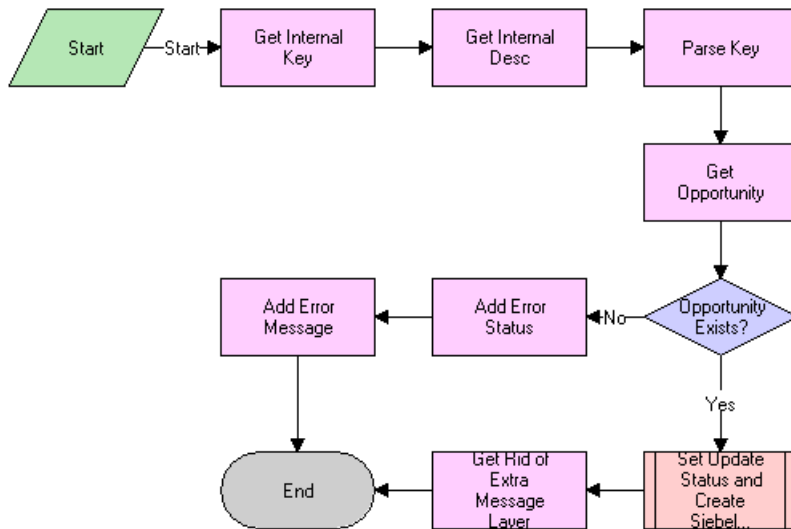 Start
Start
Get Internal
Key
Get Internal
Desc
Parse Key
Get
Opportunity
Opportunity
Exists?
No
Add Error
Status
Add Error
Message
Yes
Set Update
Status and
Create
Siebel...
Get Rid of
Extra
Message
Layer
End